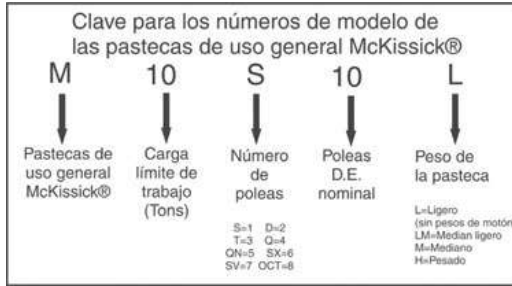 Clave para los números de modelo de
las pastecas de uso general McKissick®
M 10 S 10 L
Pastecas de uso general McKissick®
Carga límite de trabajo (Tons)
Número de poleas
S=1 D=2
T=3 Q=4
QN=5 SX=6
SV=7 OCT=8
Poleas D.E. nominal
Peso de la pasteca
L=Ligero
(sin pesos de motón
LM=Median ligero
M=Mediano
H=Pesado